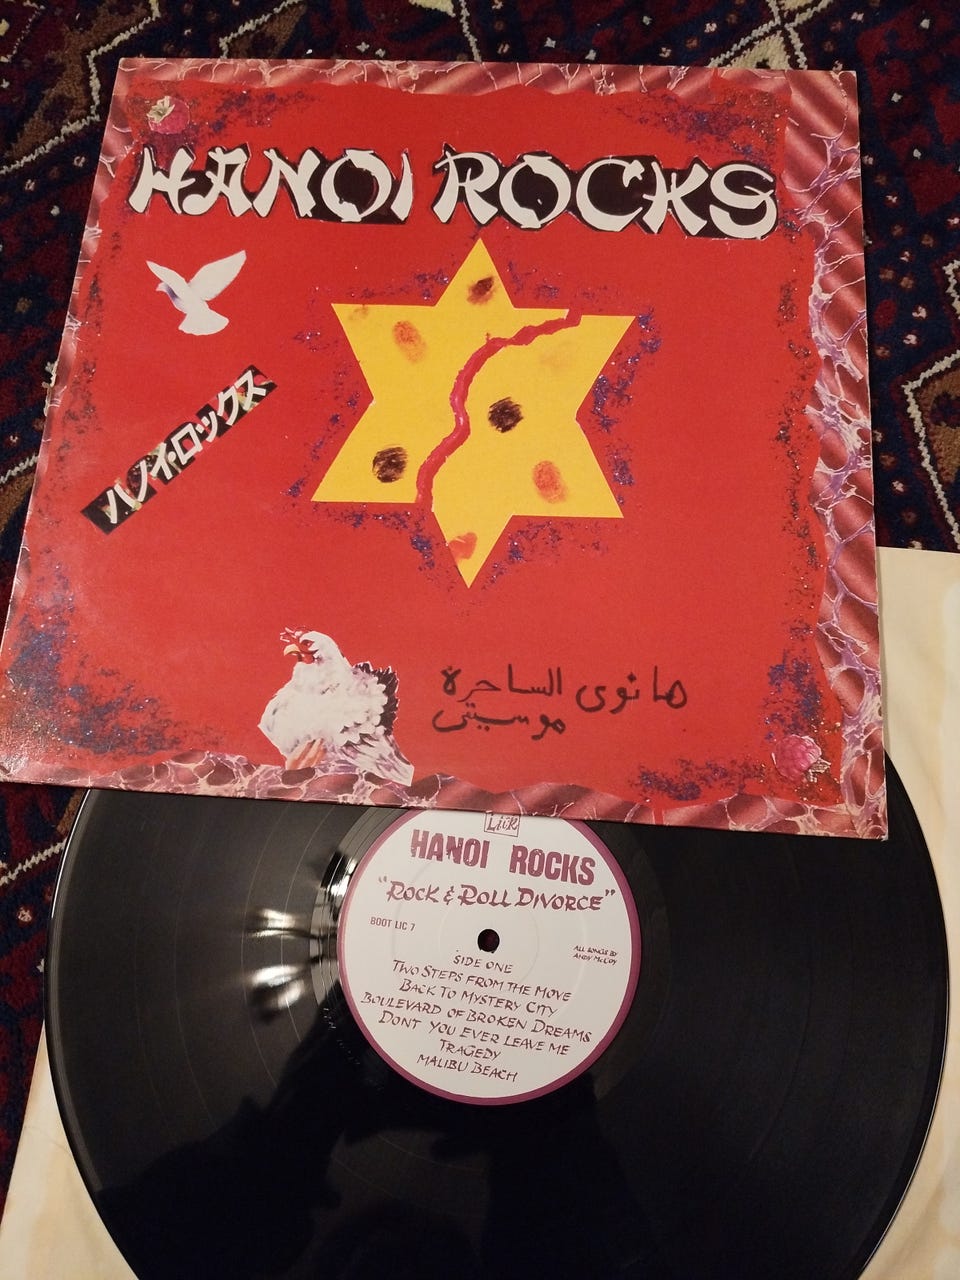 HANOI ROCKS
ハノイ・ロックス
هانوى الساحرة
موسيقى
Lick
HANOI ROCKS
"ROCK & ROLL DIVORCE"
BOOT LIC 7
ALL SONGS BY
ANDY McCOY
SIDE ONE
TWO STEPS FROM THE MOVE
BACK TO MYSTERY CITY
BOULEVARD OF BROKEN DREAMS
DONT YOU EVER LEAVE ME
TRAGEDY
MALIBU BEACH